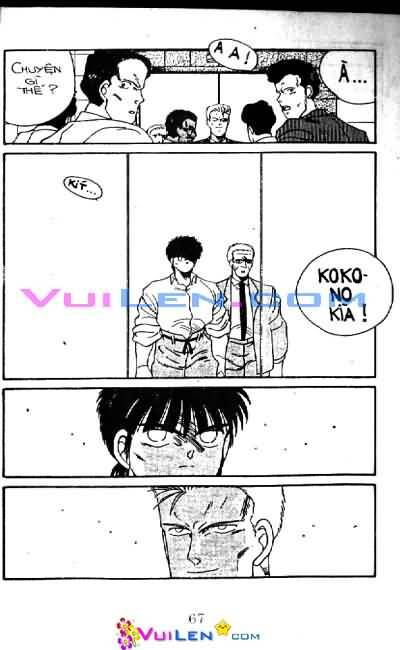 CHUYỆN
GÌ
THẾ?
A A!
À...
KÍT...
KOKO-
NO
KÌA!
VUILEN.COM
67
VUILEN.COM